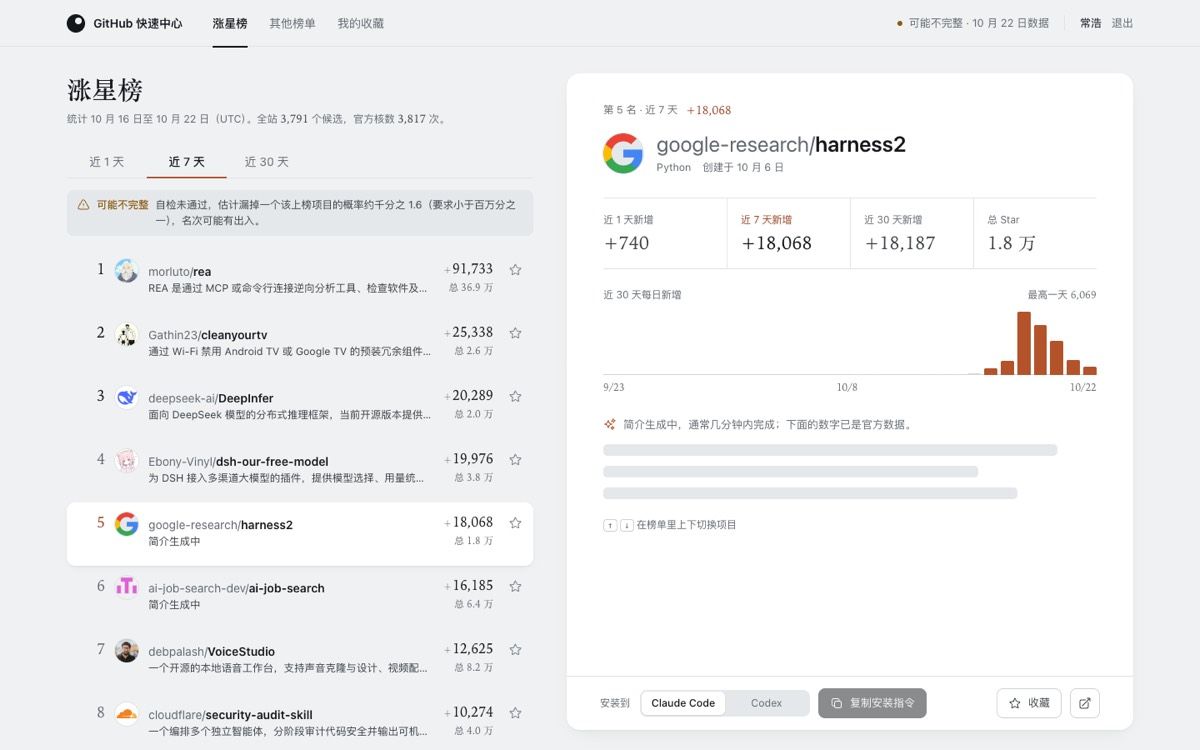 GitHub 快速中心
涨星榜
其他榜单
我的收藏
可能不完整 · 10 月 22 日数据
常浩
退出
涨星榜
统计 10 月 16 日至 10 月 22 日（UTC）。全站 3,791 个候选，官方核数 3,817 次。
近 1 天
近 7 天
近 30 天
可能不完整 自检未通过，估计漏掉一个该上榜项目的概率约千分之 1.6（要求小于百万分之
一），名次可能有出入。
1
morluto/rea
+91,733
REA 是通过 MCP 或命令行连接逆向分析工具、检查软件及...
总 36.9 万
2
Gathin23/cleanyourtv
+25,338
通过 Wi-Fi 禁用 Android TV 或 Google TV 的预装冗余组件...
总 2.6 万
3
deepseek-ai/DeepInfer
+20,289
面向 DeepSeek 模型的分布式推理框架，当前开源版本提供...
总 2.0 万
4
Ebony-Vinyl/dsh-our-free-model
+19,976
为 DSH 接入多渠道大模型的插件，提供模型选择、用量统...
总 3.8 万
5
google-research/harness2
+18,068
简介生成中
总 1.8 万
6
ai-job-search-dev/ai-job-search
+16,185
简介生成中
总 6.4 万
7
debpalash/VoiceStudio
+12,625
一个开源的本地语音工作台，支持声音克隆与设计、视频配...
总 8.2 万
8
cloudflare/security-audit-skill
+10,274
一个编排多个独立智能体，分阶段审计代码安全并输出可机...
总 4.0 万
第 5 名 · 近 7 天 +18,068
google-research/harness2
Python 创建于 10 月 6 日
近 1 天新增
+740
近 7 天新增
+18,068
近 30 天新增
+18,187
总 Star
1.8 万
近 30 天每日新增
最高一天 6,069
9/23
10/8
10/22
简介生成中，通常几分钟内完成；下面的数字已是官方数据。
↑ ↓ 在榜单里上下切换项目
安装到
Claude Code
Codex
复制安装指令
收藏